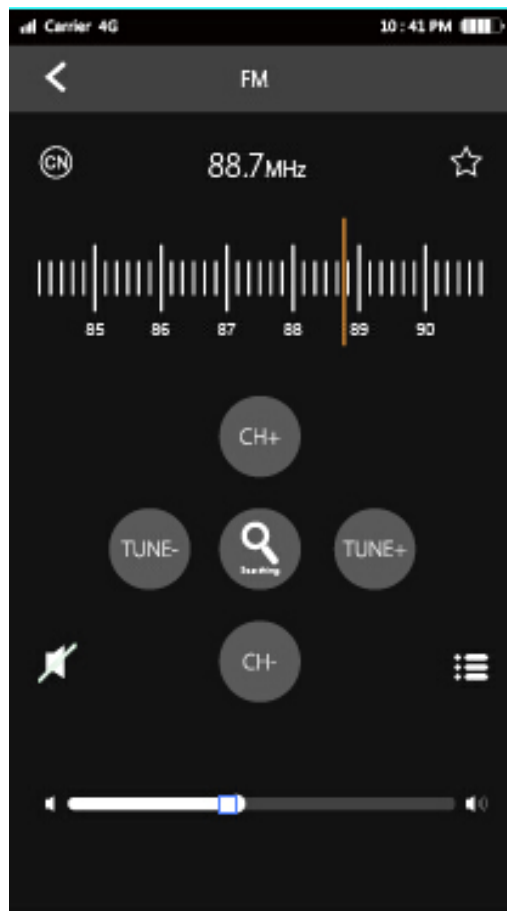 Carrier 4G 10:41 PM
FM
CN 88.7MHz
85 86 87 88 89 90
CH+
TUNE- Searching TUNE+
CH-